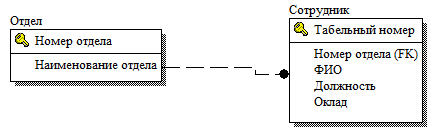 Отдел
Номер отдела
Наименование отдела
Сотрудник
Табельный номер
Номер отдела (FK)
ФИО
Должность
Оклад